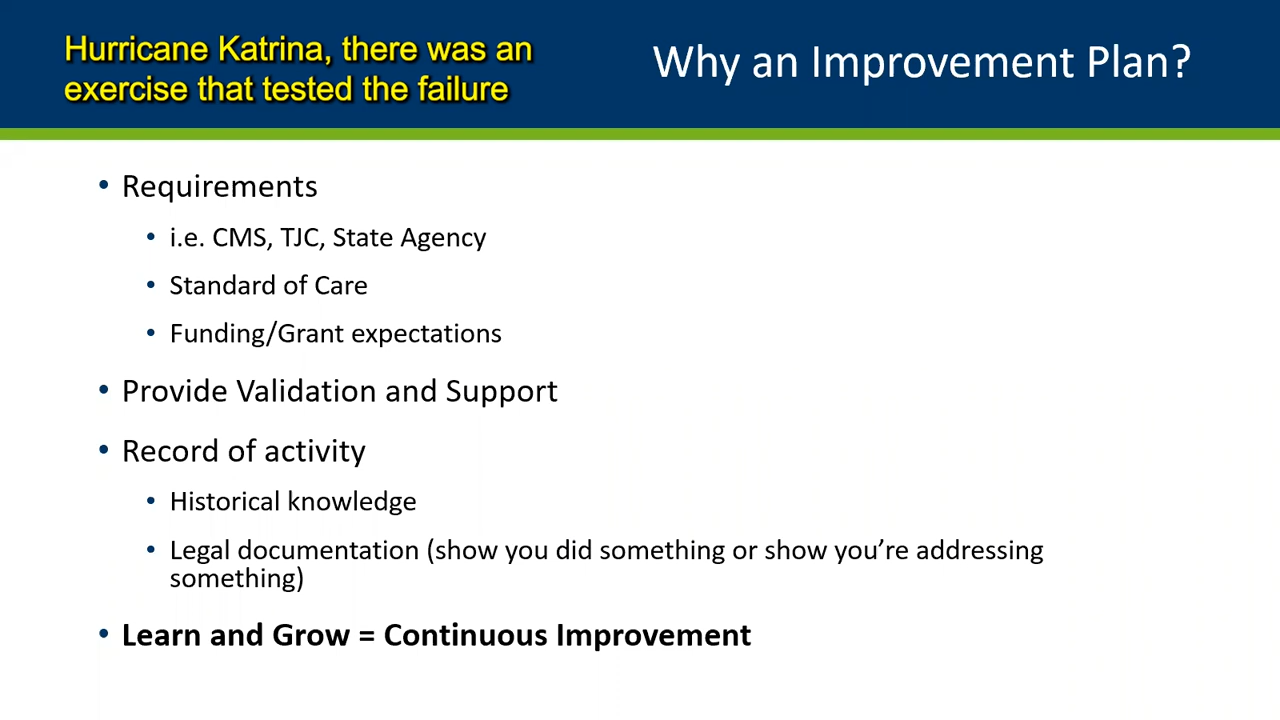 Hurricane Katrina, there was an
exercise that tested the failure
Why an Improvement Plan?
• Requirements
• i.e. CMS, TJC, State Agency
• Standard of Care
• Funding/Grant expectations
• Provide Validation and Support
• Record of activity
• Historical knowledge
• Legal documentation (show you did something or show you’re addressing
something)
• Learn and Grow = Continuous Improvement